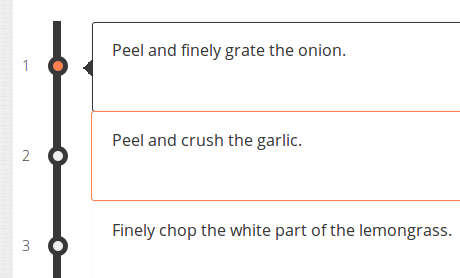 1
Peel and finely grate the onion.
2
Peel and crush the garlic.
3
Finely chop the white part of the lemongrass.